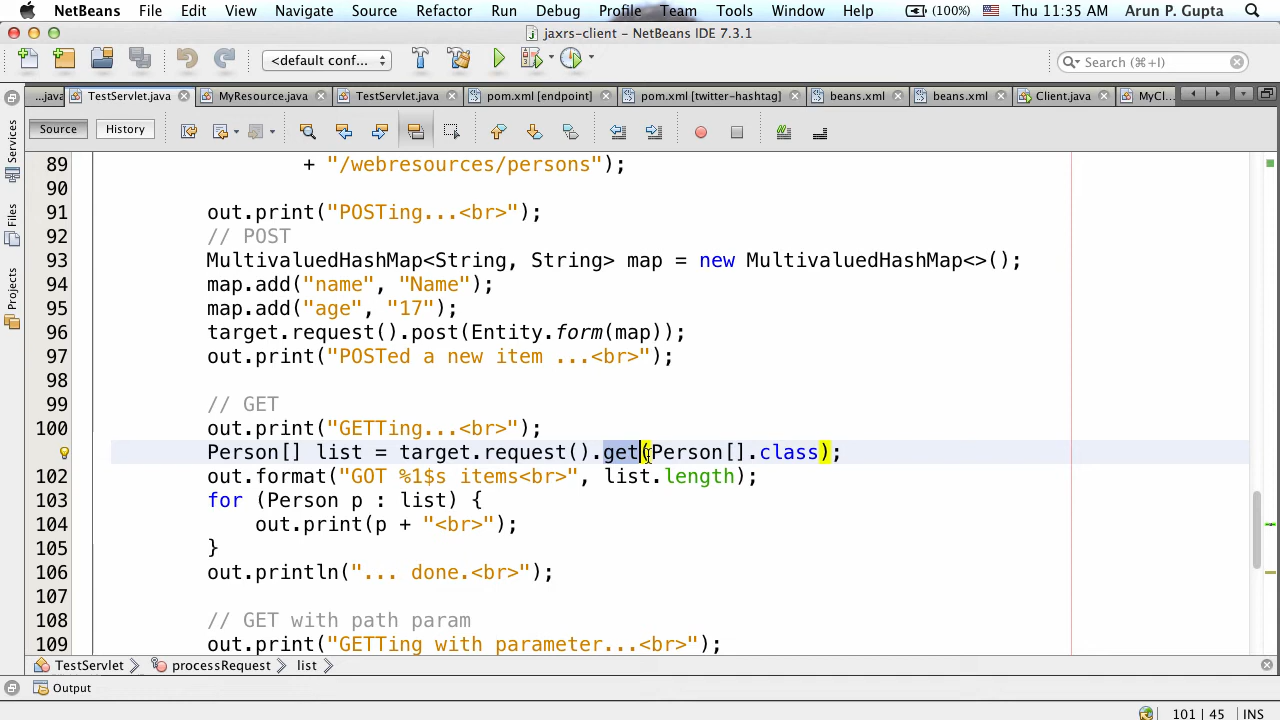 NetBeans File Edit View Navigate Source Refactor Run Debug Profile Team Tools Window Help (100%) Thu 11:35 AM Arun P. Gupta
jaxrs-client – NetBeans IDE 7.3.1
<default conf... Search (⌘+I)
...java TestServlet.java MyResource.java TestServlet.java pom.xml [endpoint] pom.xml [twitter-hashtag] beans.xml beans.xml Client.java MyCl...
Source History
Services
Files
Projects
89 + "/webresources/persons");
90
91 out.print("POSTing...<br>");
92 // POST
93 MultivaluedHashMap<String, String> map = new MultivaluedHashMap<>();
94 map.add("name", "Name");
95 map.add("age", "17");
96 target.request().post(Entity.form(map));
97 out.print("POSTed a new item ...<br>");
98
99 // GET
100 out.print("GETTing...<br>");
Person[] list = target.request().get(Person[].class);
102 out.format("GOT %1$s items<br>", list.length);
103 for (Person p : list) {
104 out.print(p + "<br>");
105 }
106 out.println("... done.<br>");
107
108 // GET with path param
109 out.print("GETTing with parameter...<br>");
TestServlet processRequest list
Output
101 | 45 INS